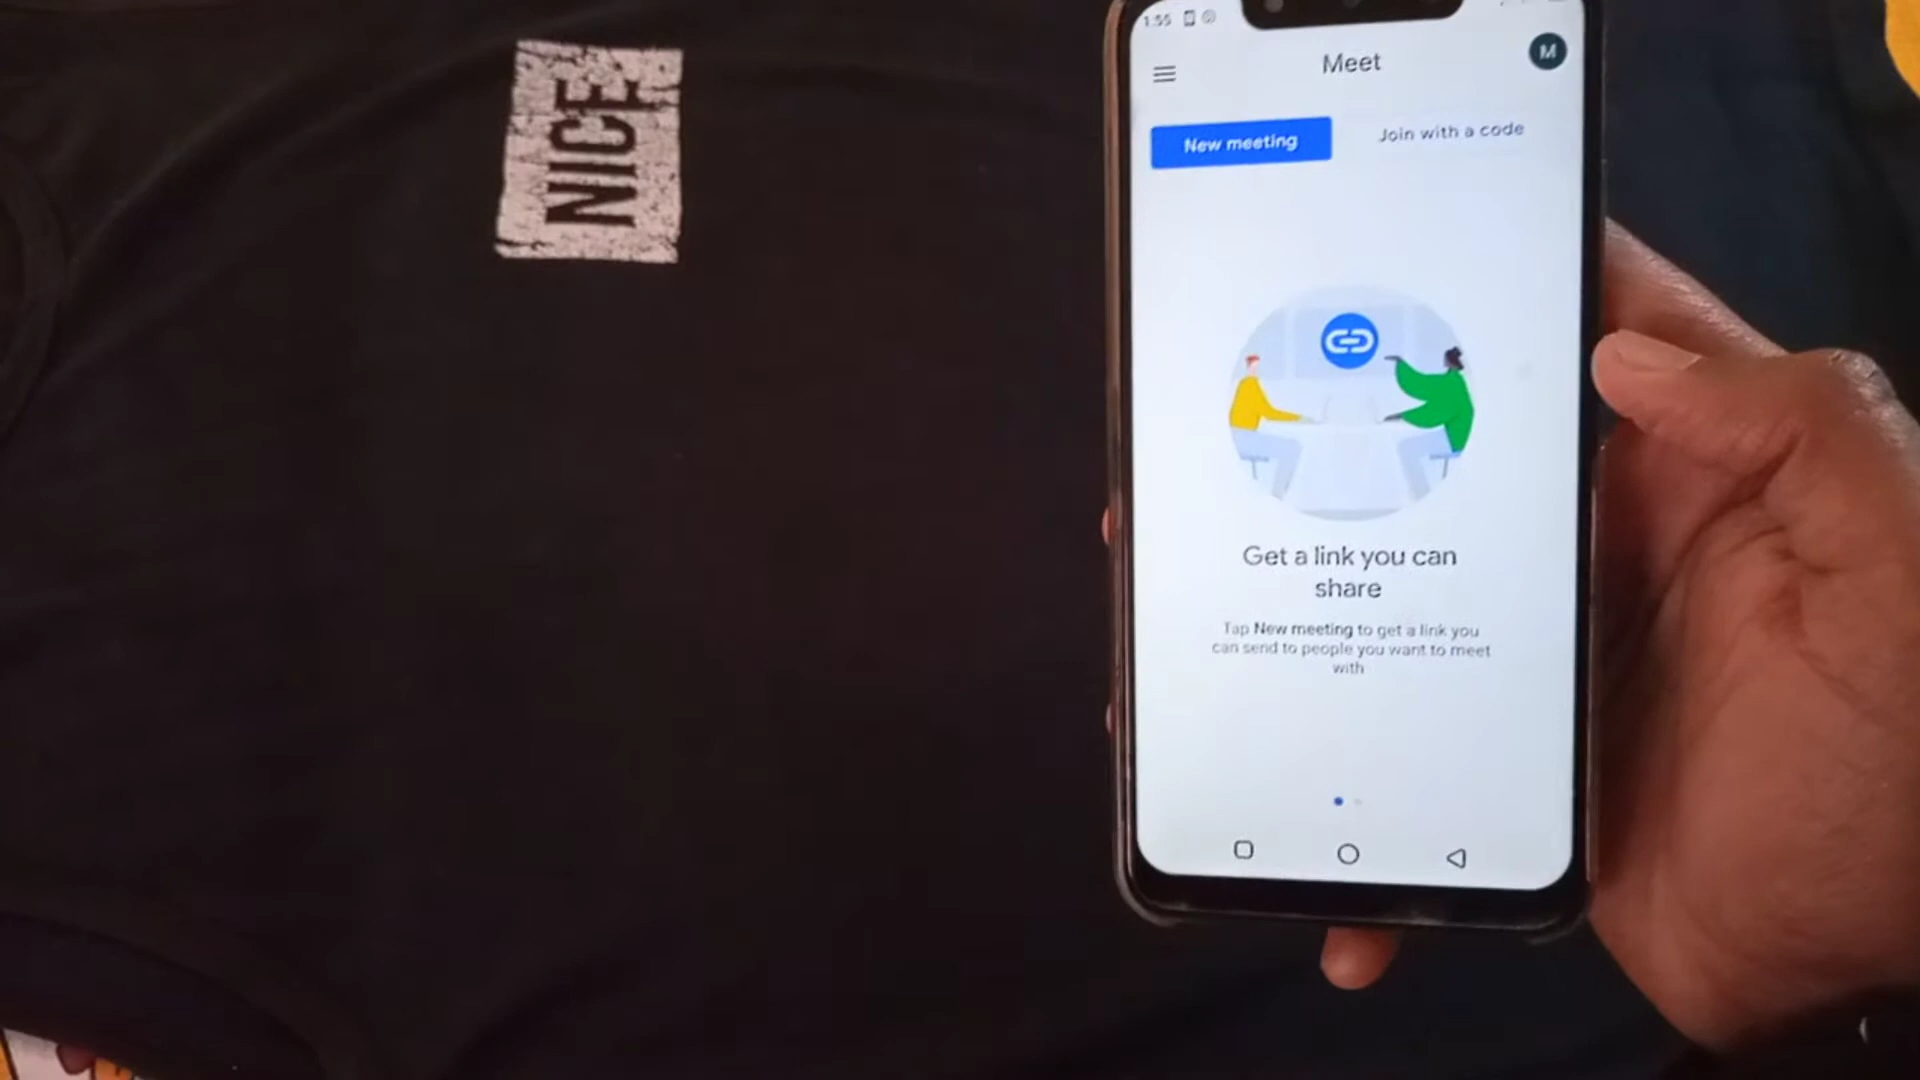 NICE
1:55
Meet
M
New meeting
Join with a code
Get a link you can
share
Tap New meeting to get a link you
can send to people you want to meet
with